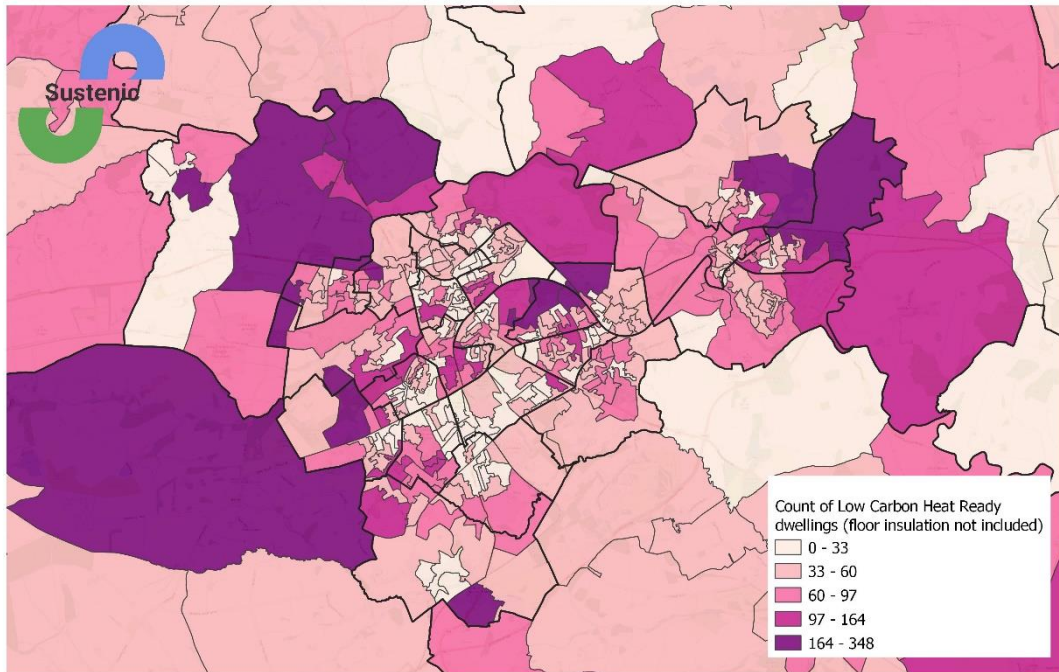 Sustenic
Count of Low Carbon Heat Ready
dwellings (floor insulation not included)
0 - 33
33 - 60
60 - 97
97 - 164
164 - 348